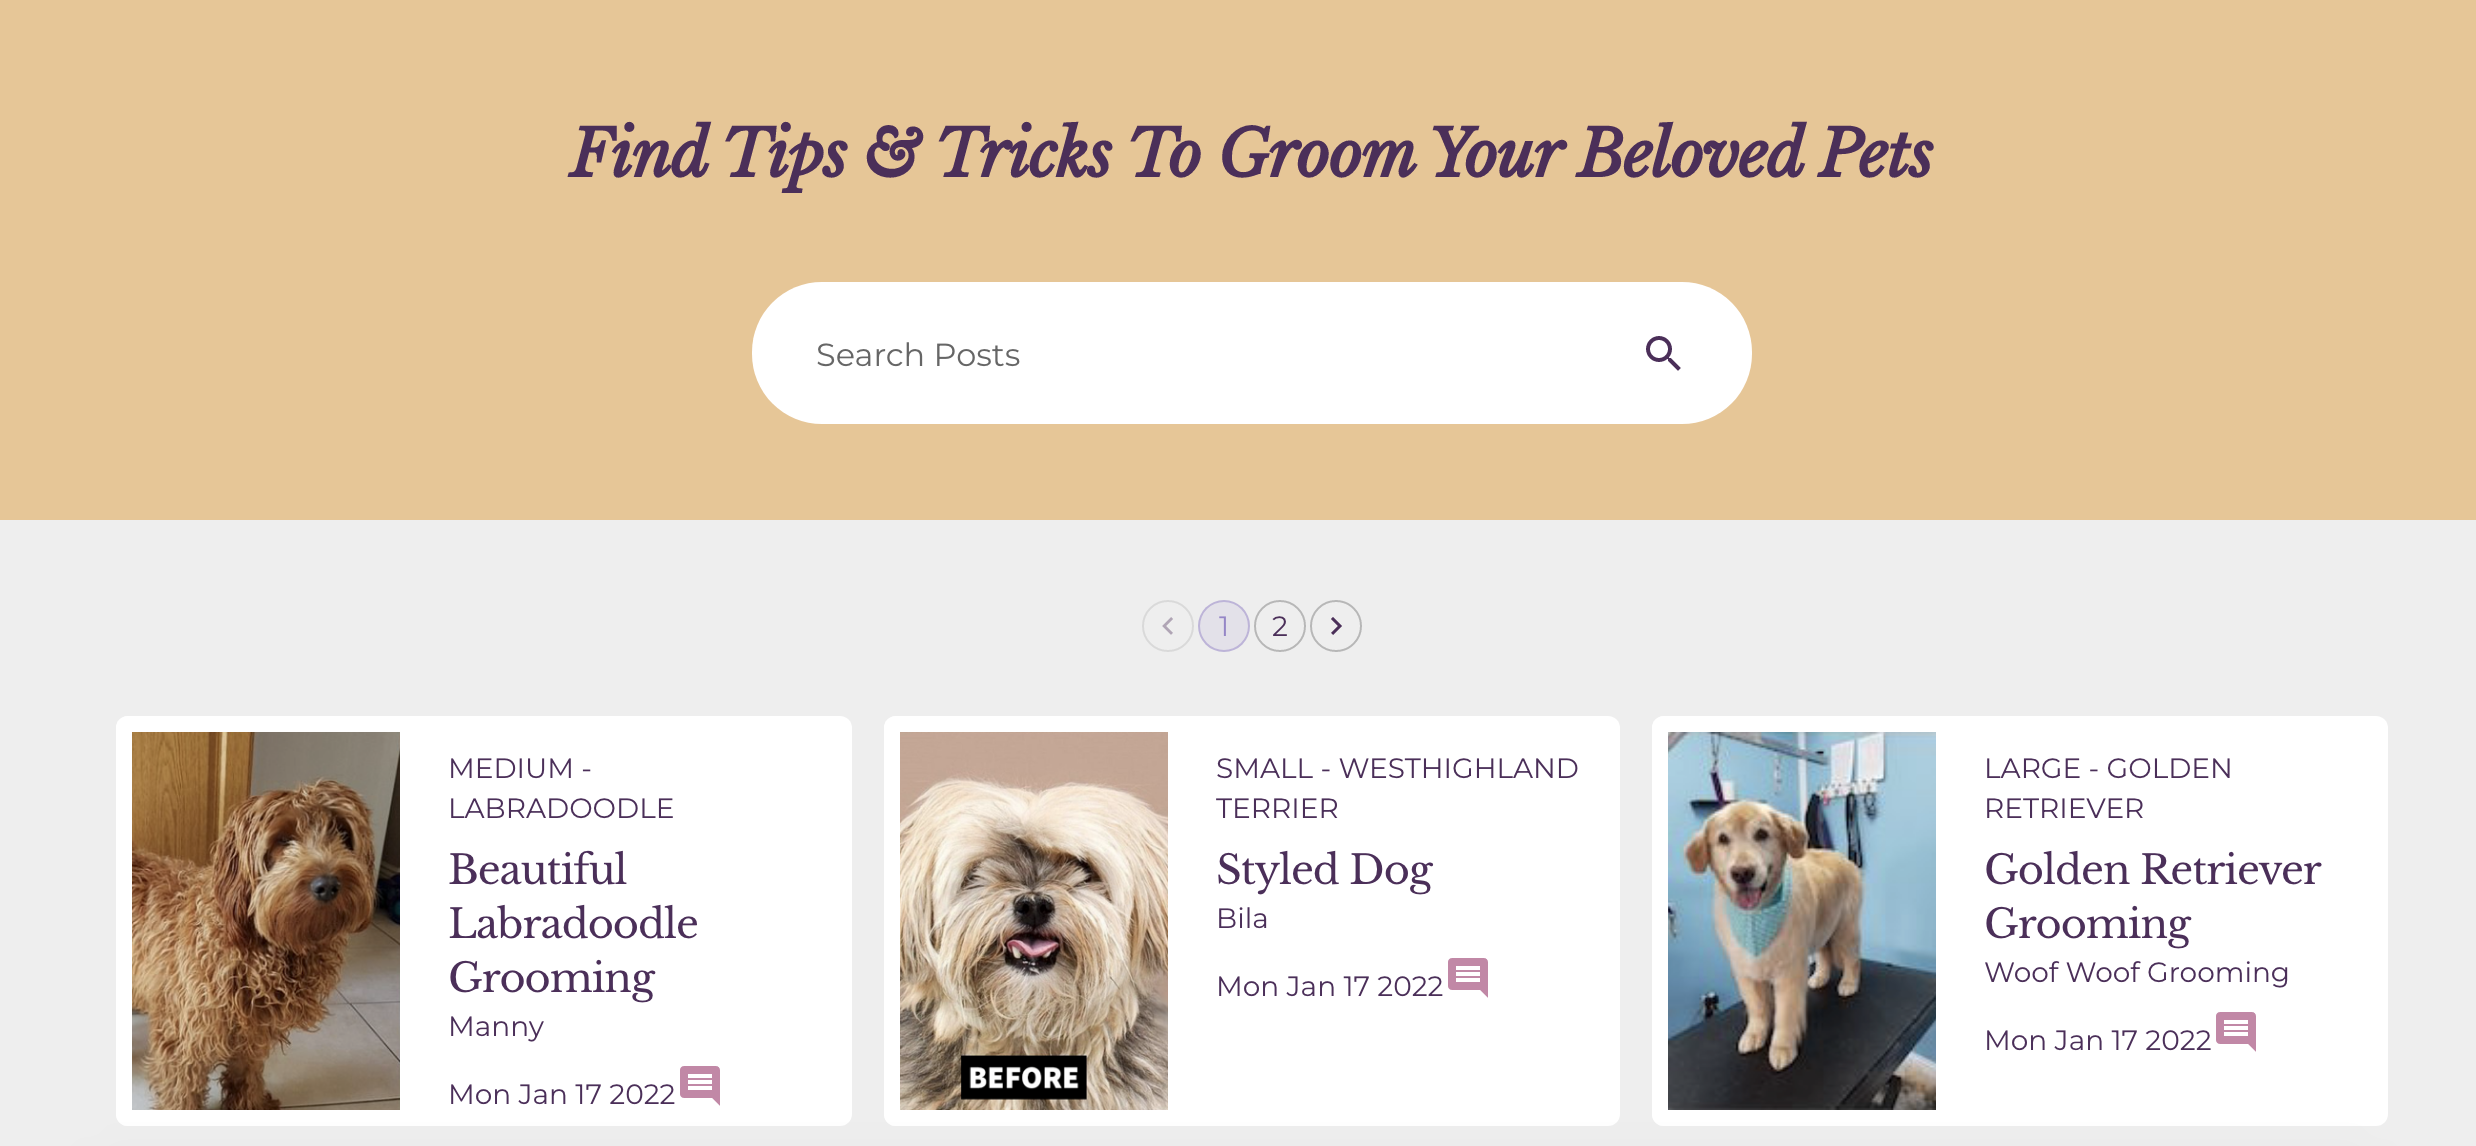 Find Tips & Tricks To Groom Your Beloved Pets
Search Posts
1 2
MEDIUM -
LABRADOODLE
Beautiful
Labradoodle
Grooming
Manny
Mon Jan 17 2022
BEFORE
SMALL - WESTHIGHLAND
TERRIER
Styled Dog
Bila
Mon Jan 17 2022
LARGE - GOLDEN
RETRIEVER
Golden Retriever
Grooming
Woof Woof Grooming
Mon Jan 17 2022